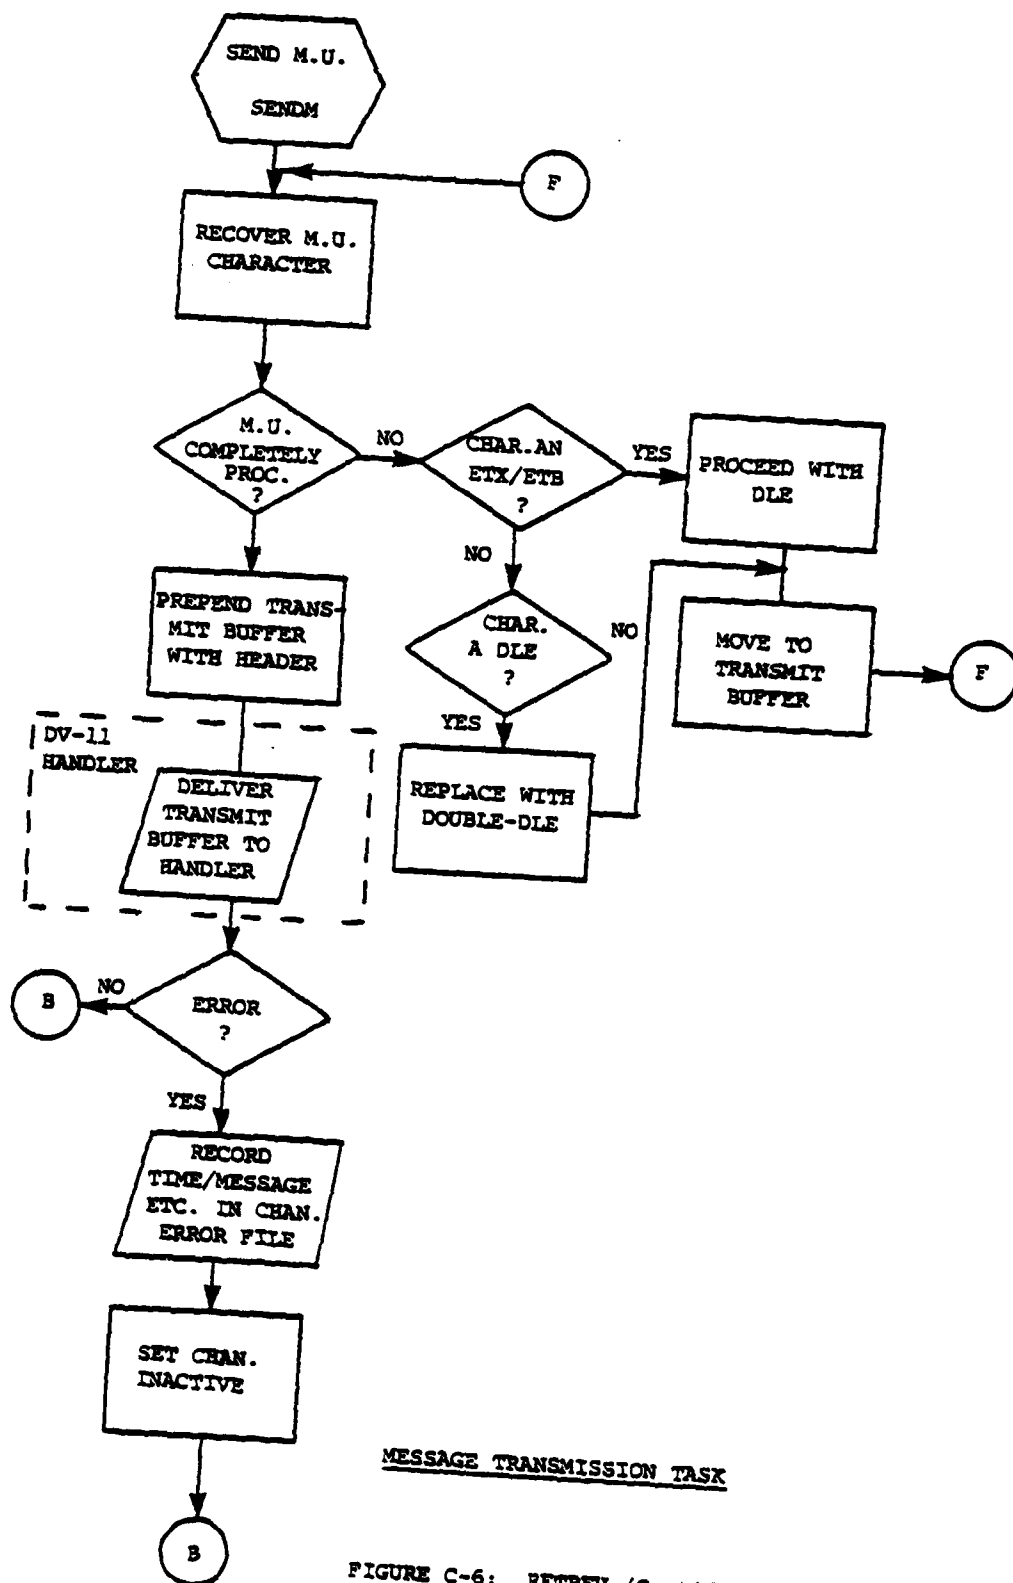 SEND M.U.
SENDM
F
RECOVER M.U.
CHARACTER
M.U.
COMPLETELY
PROC.
?
NO
CHAR.AN
ETX/ETB
?
YES
PROCEED WITH
DLE
NO
PREPEND TRANS-
MIT BUFFER
WITH HEADER
CHAR.
A DLE
?
NO
MOVE TO
TRANSMIT
BUFFER
F
YES
REPLACE WITH
DOUBLE-DLE
DV-11
HANDLER
DELIVER
TRANSMIT
BUFFER TO
HANDLER
B
NO
ERROR
?
YES
RECORD
TIME/MESSAGE
ETC. IN CHAN.
ERROR FILE
SET CHAN.
INACTIVE
B
MESSAGE TRANSMISSION TASK
FIGURE C-6: